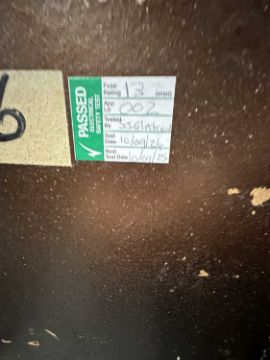 6
PASSED
ELECTRICAL
SAFETY TEST
Fuse
Rating 13 (amps)
App
002
Tested
By SSElectrical
Test
Date 10/09/24
Next
Test Date 10/09/25